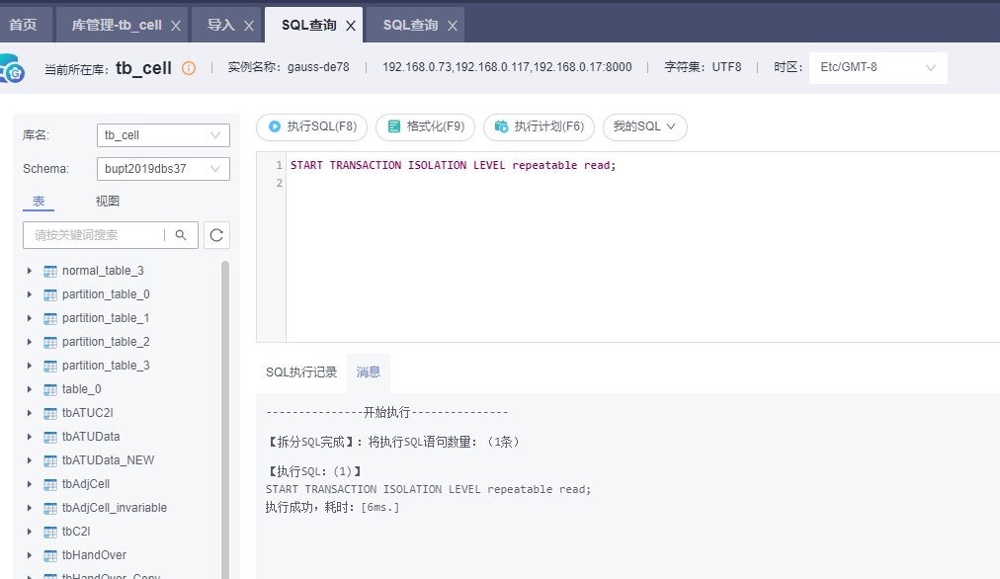 首页 库管理-tb_cell 导入 SQL查询 SQL查询
当前所在库: tb_cell 实例名称: gauss-de78 192.168.0.73,192.168.0.117,192.168.0.17:8000 字符集: UTF8 时区: Etc/GMT-8
库名: tb_cell
Schema: bupt2019dbs37
表 视图
请按关键词搜索
normal_table_3
partition_table_0
partition_table_1
partition_table_2
partition_table_3
table_0
tbATUC2I
tbATUData
tbATUData_NEW
tbAdjCell
tbAdjCell_invariable
tbC2I
tbHandOver
tbHandOver_Copy
执行SQL(F8) 格式化(F9) 执行计划(F6) 我的SQL
1 START TRANSACTION ISOLATION LEVEL repeatable read;
2
SQL执行记录 消息
---------------开始执行---------------
【拆分SQL完成】: 将执行SQL语句数量: (1条)
【执行SQL: (1)】
START TRANSACTION ISOLATION LEVEL repeatable read;
执行成功，耗时: [6ms.]